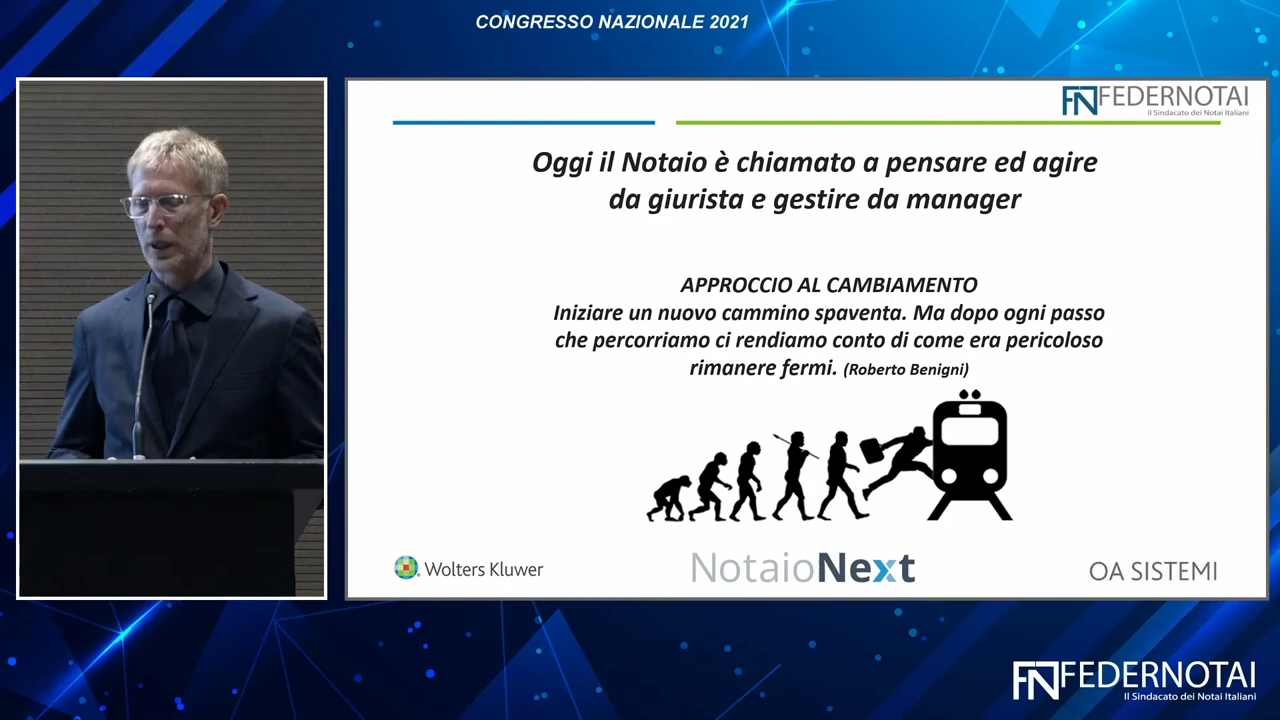 CONGRESSO NAZIONALE 2021
FN FEDERNOTAI
Il Sindacato dei Notai Italiani
Oggi il Notaio è chiamato a pensare ed agire
da giurista e gestire da manager
APPROCCIO AL CAMBIAMENTO
Iniziare un nuovo cammino spaventa. Ma dopo ogni passo
che percorriamo ci rendiamo conto di come era pericoloso
rimanere fermi. (Roberto Benigni)
Wolters Kluwer
NotaioNext
OA SISTEMI
FN FEDERNOTAI
Il Sindacato dei Notai Italiani